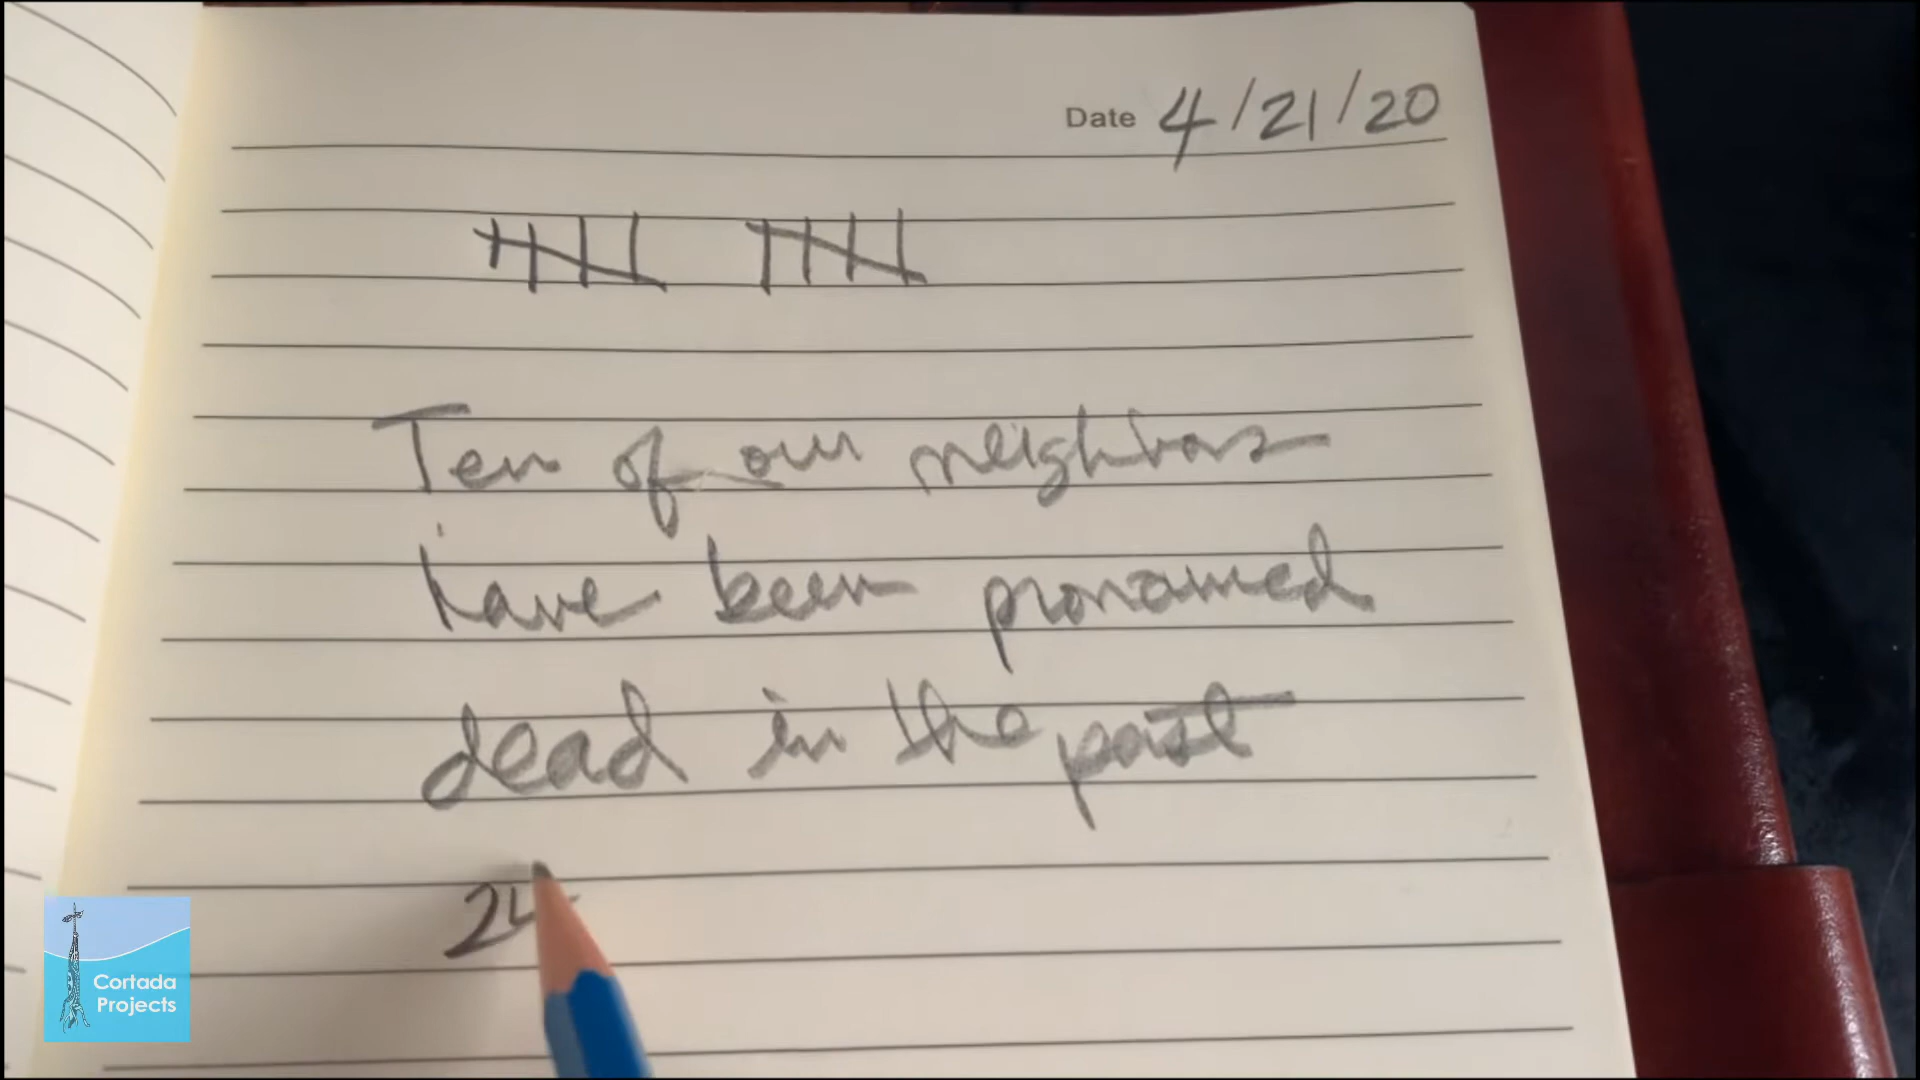 Date 4/21/20
Ten of our neighbors
have been pronounced
dead in the past
24
Cortada
Projects